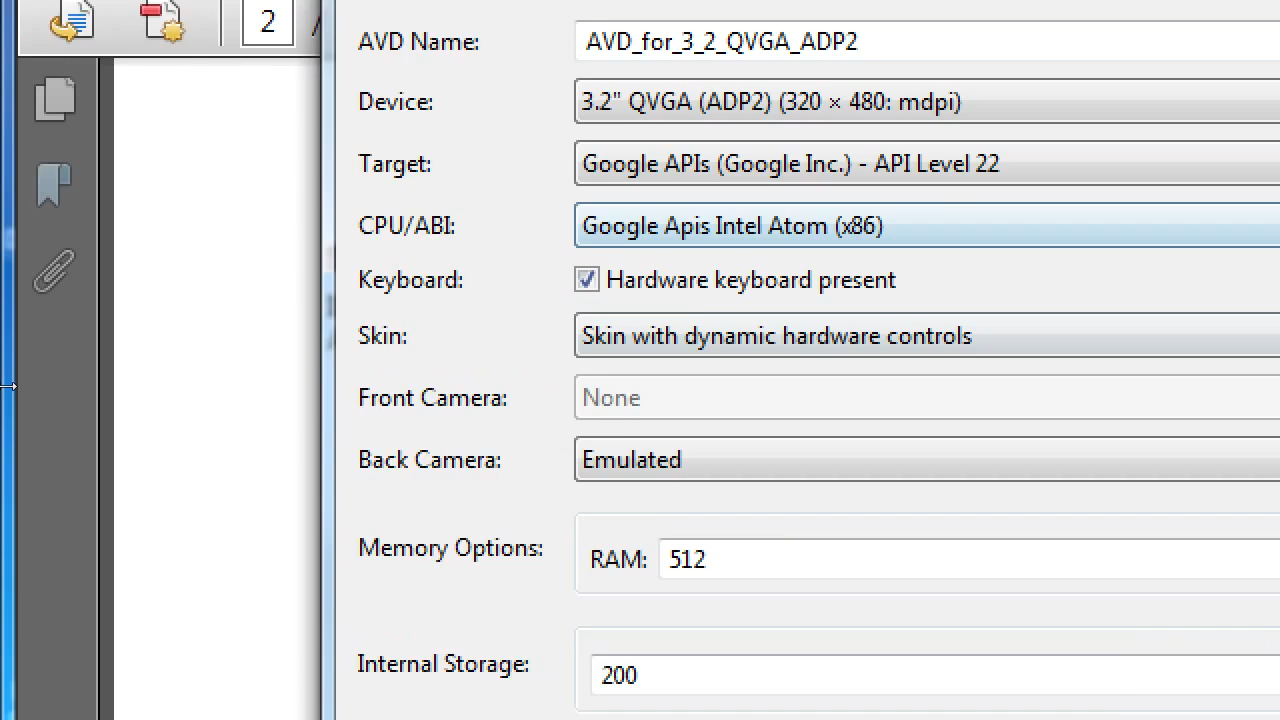 2 /
AVD Name: AVD_for_3_2_QVGA_ADP2
Device: 3.2" QVGA (ADP2) (320 × 480: mdpi)
Target: Google APIs (Google Inc.) - API Level 22
CPU/ABI: Google Apis Intel Atom (x86)
Keyboard: Hardware keyboard present
Skin: Skin with dynamic hardware controls
Front Camera: None
Back Camera: Emulated
Memory Options: RAM: 512
Internal Storage: 200